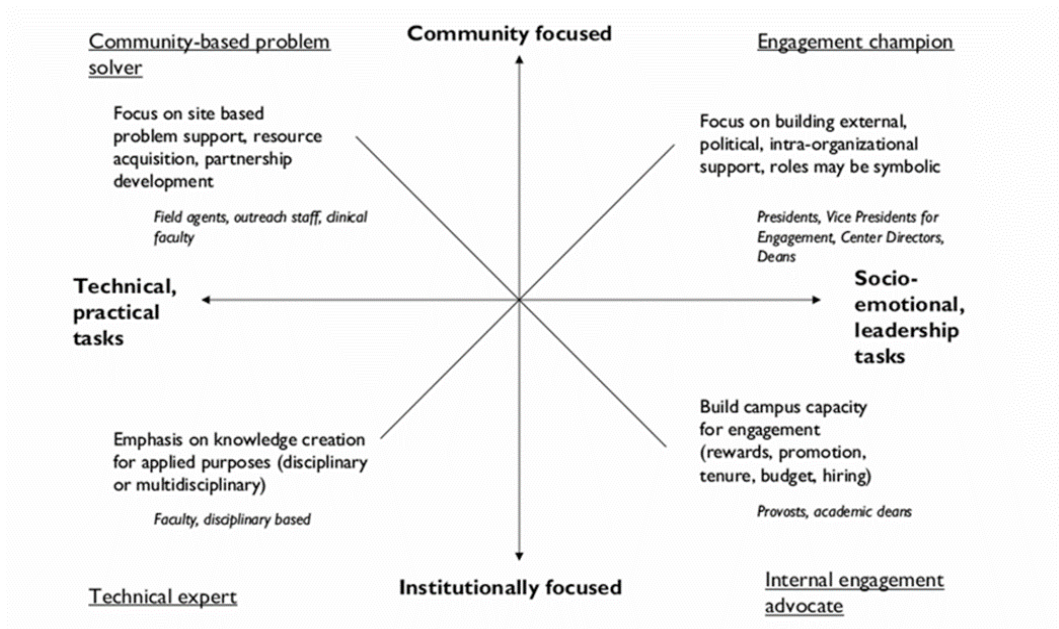 Community focused
Community-based problem
solver
Engagement champion
Focus on site based
problem support, resource
acquisition, partnership
development
Field agents, outreach staff, clinical
faculty
Focus on building external,
political, intra-organizational
support, roles may be symbolic
Presidents, Vice Presidents for
Engagement, Center Directors,
Deans
Technical,
practical
tasks
Socio-
emotional,
leadership
tasks
Emphasis on knowledge creation
for applied purposes (disciplinary
or multidisciplinary)
Faculty, disciplinary based
Build campus capacity
for engagement
(rewards, promotion,
tenure, budget, hiring)
Provosts, academic deans
Institutionally focused
Technical expert
Internal engagement
advocate